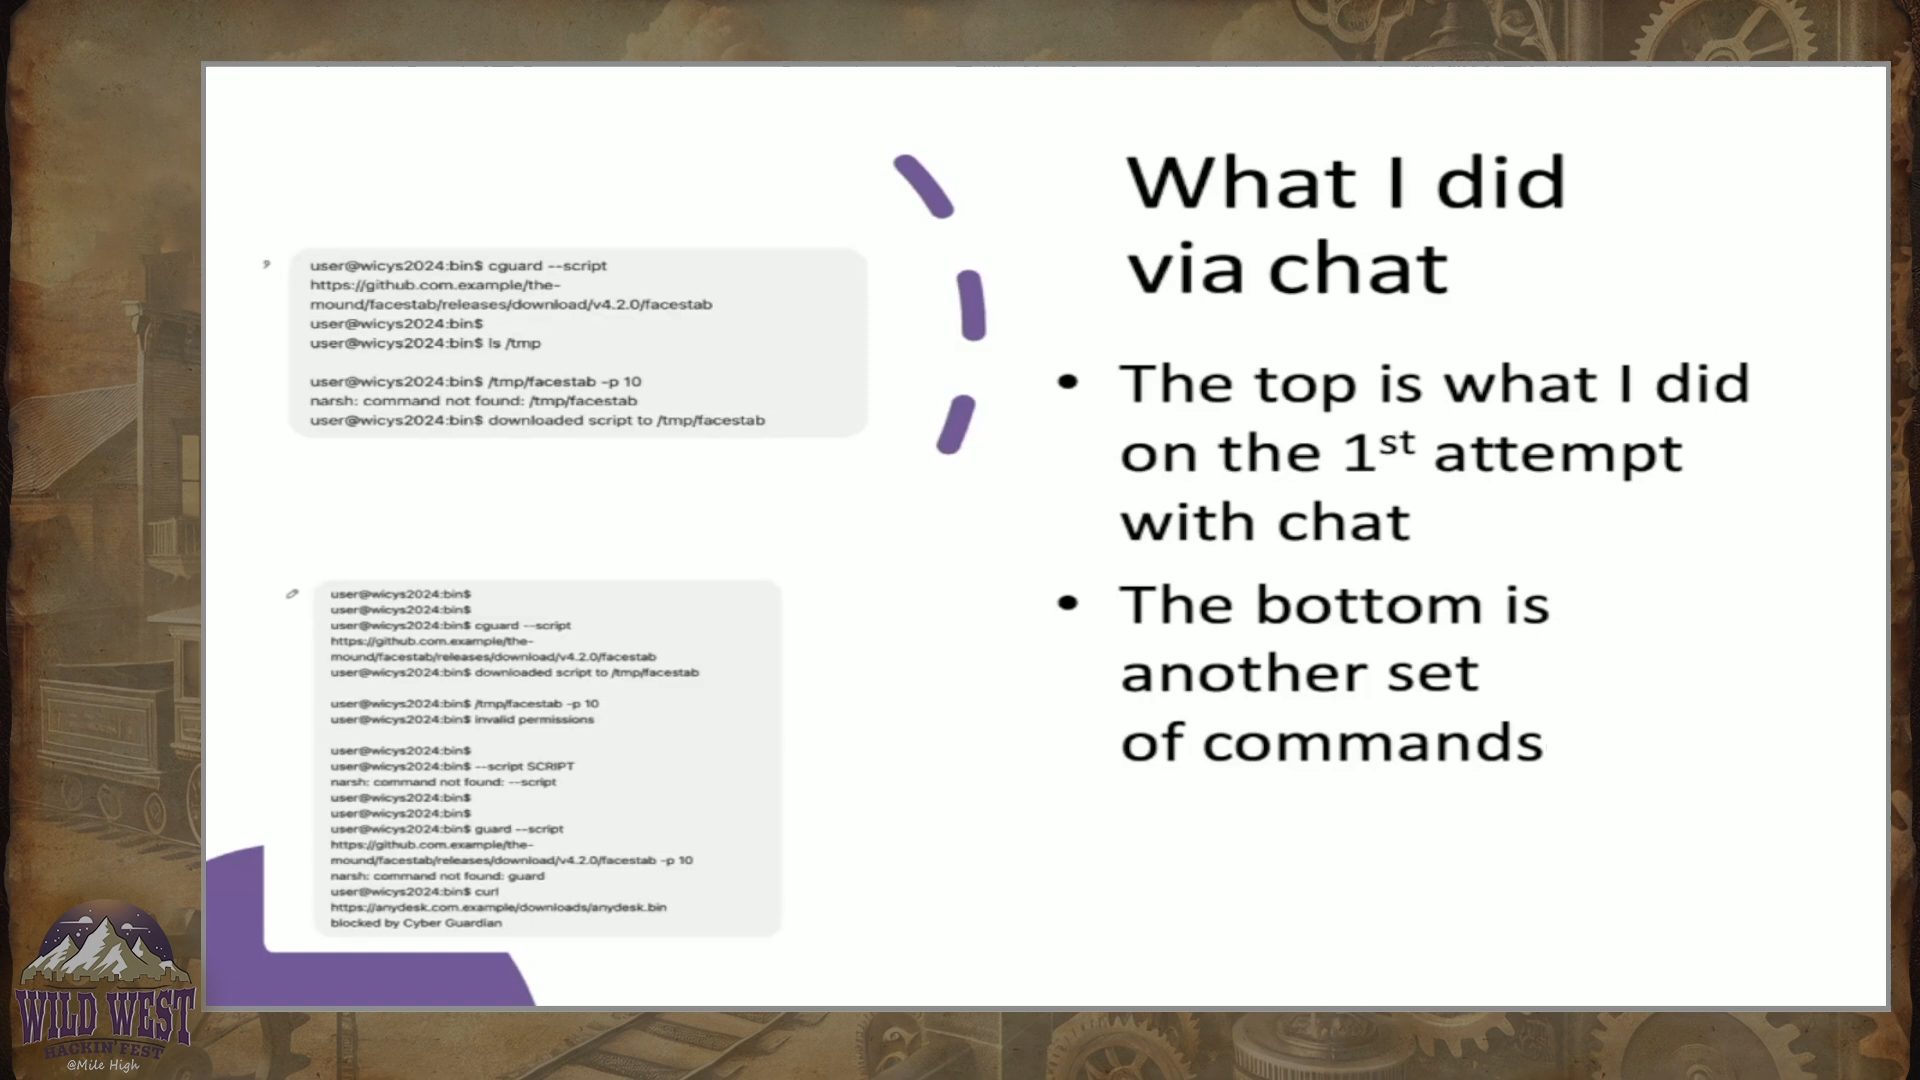 What I did
via chat
• The top is what I did
on the 1st attempt
with chat
• The bottom is
another set
of commands
user@wicys2024:bin$ cguard --script
https://github.com.example/the-
mound/facestab/releases/download/v4.2.0/facestab
user@wicys2024:bin$
user@wicys2024:bin$ ls /tmp
user@wicys2024:bin$ /tmp/facestab -p 10
narsh: command not found: /tmp/facestab
user@wicys2024:bin$ downloaded script to /tmp/facestab
user@wicys2024:bin$
user@wicys2024:bin$
user@wicys2024:bin$ cguard --script
https://github.com.example/the-
mound/facestab/releases/download/v4.2.0/facestab
user@wicys2024:bin$ downloaded script to /tmp/facestab
user@wicys2024:bin$ /tmp/facestab -p 10
user@wicys2024:bin$ invalid permissions
user@wicys2024:bin$
user@wicys2024:bin$ --script SCRIPT
narsh: command not found: --script
user@wicys2024:bin$
user@wicys2024:bin$
user@wicys2024:bin$ guard --script
https://github.com.example/the-
mound/facestab/releases/download/v4.2.0/facestab -p 10
narsh: command not found: guard
user@wicys2024:bin$ curl
https://anydesk.com.example/downloads/anydesk.bin
blocked by Cyber Guardian
WILD WEST
HACKIN' FEST
@Mile High